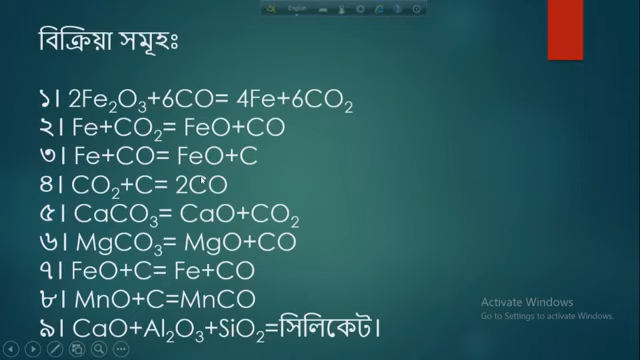 English
বিক্রিয়া সমূহঃ
১। 2Fe₂O₃+6CO= 4Fe+6CO₂
২। Fe+CO₂= FeO+CO
৩। Fe+CO= FeO+C
৪। CO₂+C= 2CO
৫। CaCO₃= CaO+CO₂
৬। MgCO₃= MgO+CO
৭। FeO+C= Fe+CO
৮। MnO+C=MnCO
৯। CaO+Al₂O₃+SiO₂=সিলিকেট।
Activate Windows
Go to Settings to activate Windows.